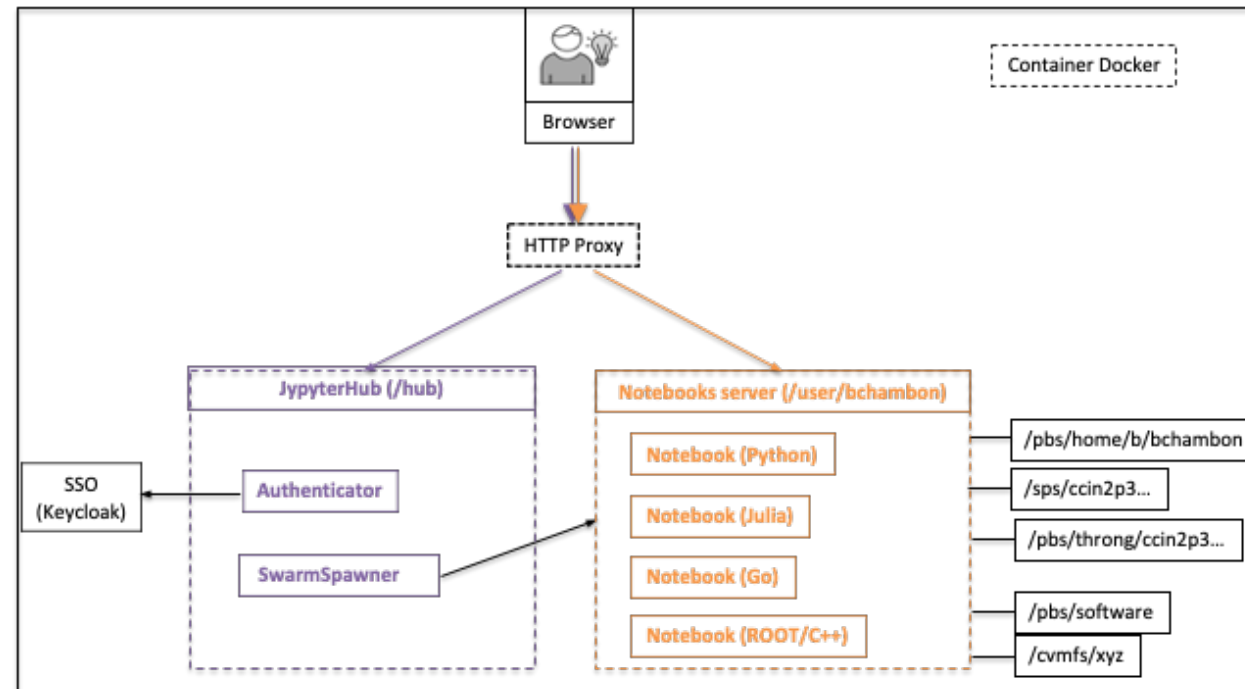 Container Docker
Browser
HTTP Proxy
JypyterHub (/hub)
Authenticator
SwarmSpawner
SSO
(Keycloak)
Notebooks server (/user/bchambon)
Notebook (Python)
Notebook (Julia)
Notebook (Go)
Notebook (ROOT/C++)
/pbs/home/b/bchambon
/sps/ccin2p3...
/pbs/throng/ccin2p3...
/pbs/software
/cvmfs/xyz